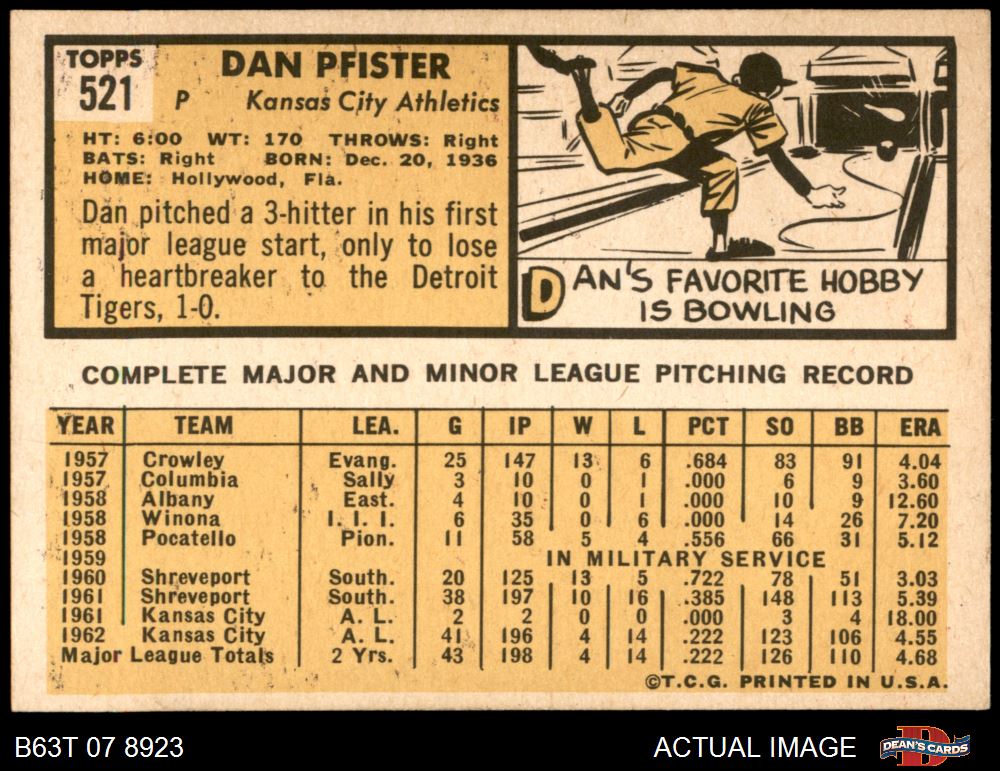 TOPPS
521
DAN PFISTER
P Kansas City Athletics
HT: 6:00 WT: 170 THROWS: Right
BATS: Right BORN: Dec. 20, 1936
HOME: Hollywood, Fla.
Dan pitched a 3-hitter in his first
major league start, only to lose
a heartbreaker to the Detroit
Tigers, 1-0.
DAN'S FAVORITE HOBBY
IS BOWLING
COMPLETE MAJOR AND MINOR LEAGUE PITCHING RECORD
YEAR TEAM LEA. G IP W L PCT SO BB ERA
1957 Crowley Evang. 25 147 13 6 .684 83 91 4.04
1957 Columbia Sally 3 10 0 1 .000 6 9 3.60
1958 Albany East. 4 10 0 1 .000 10 9 12.60
1958 Winona I. I. I. 6 35 0 6 .000 14 26 7.20
1958 Pocatello Pion. 11 58 5 4 .556 66 31 5.12
1959 IN MILITARY SERVICE
1960 Shreveport South. 20 125 13 5 .722 78 51 3.03
1961 Shreveport South. 38 197 10 16 .385 148 113 5.39
1961 Kansas City A. L. 2 2 0 0 .000 3 4 18.00
1962 Kansas City A. L. 41 196 4 14 .222 123 106 4.55
Major League Totals 2 Yrs. 43 198 4 14 .222 126 110 4.68
©T.C.G. PRINTED IN U.S.A.
B63T 07 8923 ACTUAL IMAGE DEAN'S CARDS